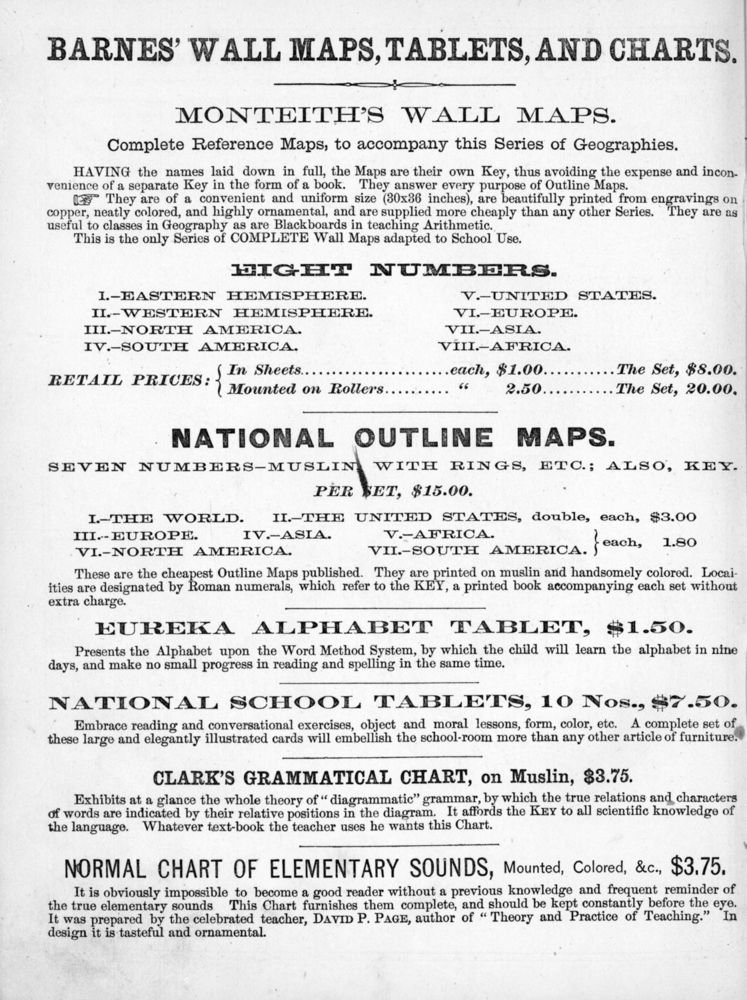 BARNES' WALL MAPS, TABLETS, AND CHARTS.
MONTEITH'S WALL MAPS.
Complete Reference Maps, to accompany this Series of Geographies.
HAVING the names laid down in full, the Maps are their own Key, thus avoiding the expense and incon-
venience of a separate Key in the form of a book. They answer every purpose of Outline Maps.
☞ They are of a convenient and uniform size (30x36 inches), are beautifully printed from engravings on
copper, neatly colored, and highly ornamental, and are supplied more cheaply than any other Series. They are as
useful to classes in Geography as are Blackboards in teaching Arithmetic.
This is the only Series of COMPLETE Wall Maps adapted to School Use.
EIGHT NUMBERS.
I.–EASTERN HEMISPHERE. V.–UNITED STATES.
II.–WESTERN HEMISPHERE. VI.–EUROPE.
III.–NORTH AMERICA. VII.–ASIA.
IV.–SOUTH AMERICA. VIII.–AFRICA.
RETAIL PRICES: { In Sheets......................each, $1.00...........The Set, $8.00.
Mounted on Rollers.......... “ 2.50...........The Set, 20.00.
NATIONAL OUTLINE MAPS.
SEVEN NUMBERS–MUSLIN, WITH RINGS, ETC.; ALSO, KEY.
PER SET, $15.00.
I.–THE WORLD. II.–THE UNITED STATES, double, each, $3.00
III.–EUROPE. IV.–ASIA. V.–AFRICA.
VI.–NORTH AMERICA. VII.–SOUTH AMERICA. } each, 1.80
These are the cheapest Outline Maps published. They are printed on muslin and handsomely colored. Local-
ities are designated by Roman numerals, which refer to the KEY, a printed book accompanying each set without
extra charge.
EUREKA ALPHABET TABLET, $1.50.
Presents the Alphabet upon the Word Method System, by which the child will learn the alphabet in nine
days, and make no small progress in reading and spelling in the same time.
NATIONAL SCHOOL TABLETS, 10 Nos., $7.50.
Embrace reading and conversational exercises, object and moral lessons, form, color, etc. A complete set of
these large and elegantly illustrated cards will embellish the school-room more than any other article of furniture.
CLARK'S GRAMMATICAL CHART, on Muslin, $3.75.
Exhibits at a glance the whole theory of “diagrammatic” grammar, by which the true relations and characters
of words are indicated by their relative positions in the diagram. It affords the KEY to all scientific knowledge of
the language. Whatever text-book the teacher uses he wants this Chart.
NORMAL CHART OF ELEMENTARY SOUNDS, Mounted, Colored, &c., $3.75.
It is obviously impossible to become a good reader without a previous knowledge and frequent reminder of
the true elementary sounds This Chart furnishes them complete, and should be kept constantly before the eye.
It was prepared by the celebrated teacher, DAVID P. PAGE, author of “Theory and Practice of Teaching.” In
design it is tasteful and ornamental.